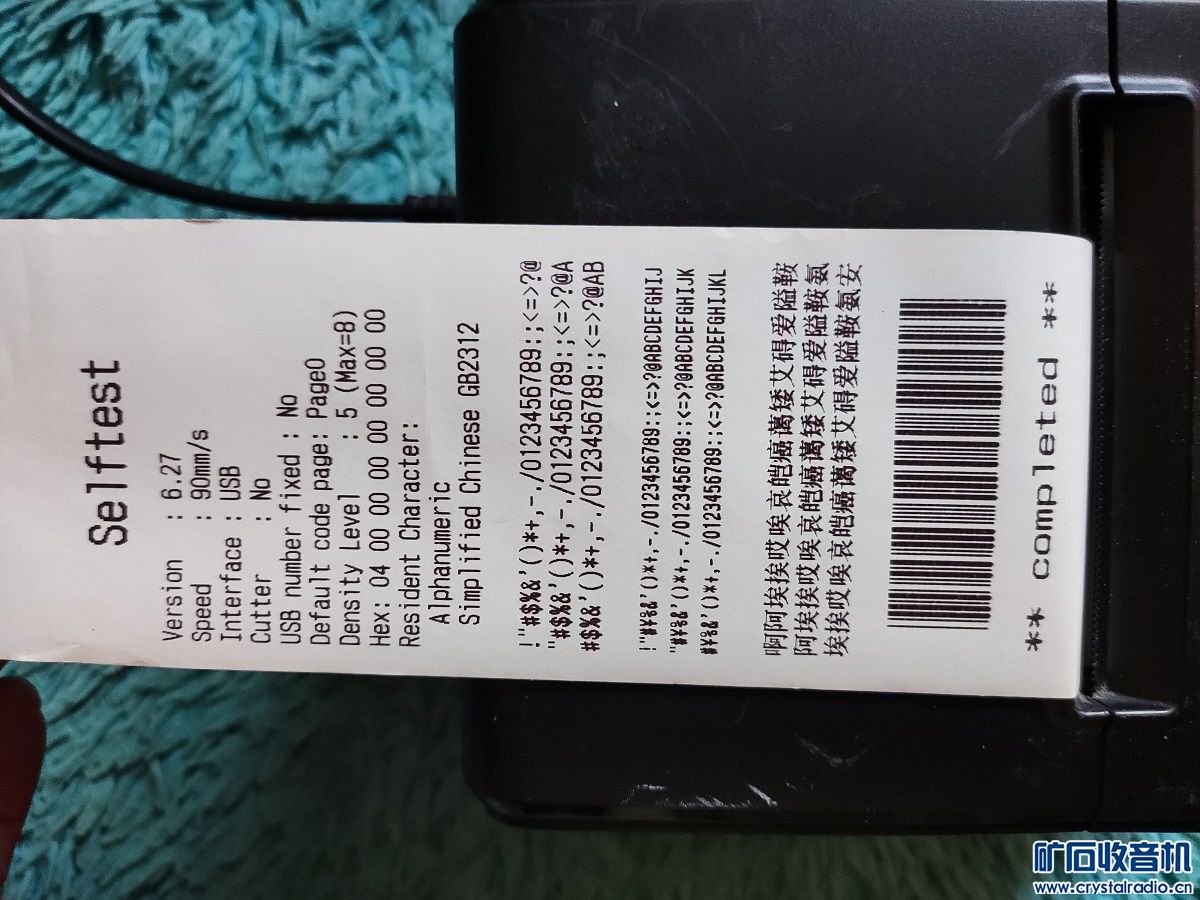 Selftest
Version : 6.27
Speed : 90mm/s
Interface : USB
Cutter : No
USB number fixed : No
Default code page: Page0
Density Level : 5 (Max=8)
Hex: 04 00 00 00 00 00 00 00
Resident Character:
Alphanumeric
Simplified Chinese GB2312
!"#$%&'()*+,-./0123456789:;<=>?@
"#$%&'()*+,-./0123456789:;<=>?@A
#$%&'()*+,-./0123456789:;<=>?@AB
!"#¥%&'()*+,-./0123456789:;<=>?@ABCDEFGHIJ
"#¥%&'()*+,-./0123456789:;<=>?@ABCDEFGHIJK
#¥%&'()*+,-./0123456789:;<=>?@ABCDEFGHIJKL
啊阿埃挨哎唉哀皑癌蔼矮艾碍爱隘鞍
阿埃挨哎唉哀皑癌蔼矮艾碍爱隘鞍氨
埃挨哎唉哀皑癌蔼矮艾碍爱隘鞍氨安
** completed **
矿石收音机
www.crystalradio.cn